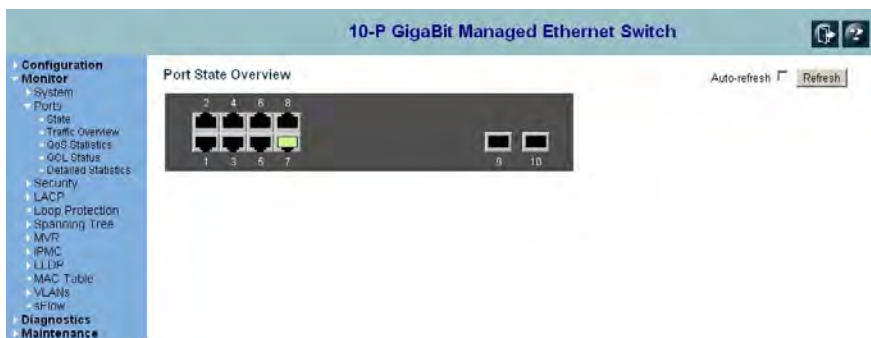 10-P GigaBit Managed Ethernet Switch
Configuration
Monitor
System
Ports
State
Traffic Overview
QoS Statistics
QCL Status
Detailed Statistics
Security
LACP
Loop Protection
Spanning Tree
MVR
IPMC
LLDP
MAC Table
VLANs
sFlow
Diagnostics
Maintenance
Port State Overview
Auto-refresh Refresh
2 4 6 8
1 3 5 7 9 10
?